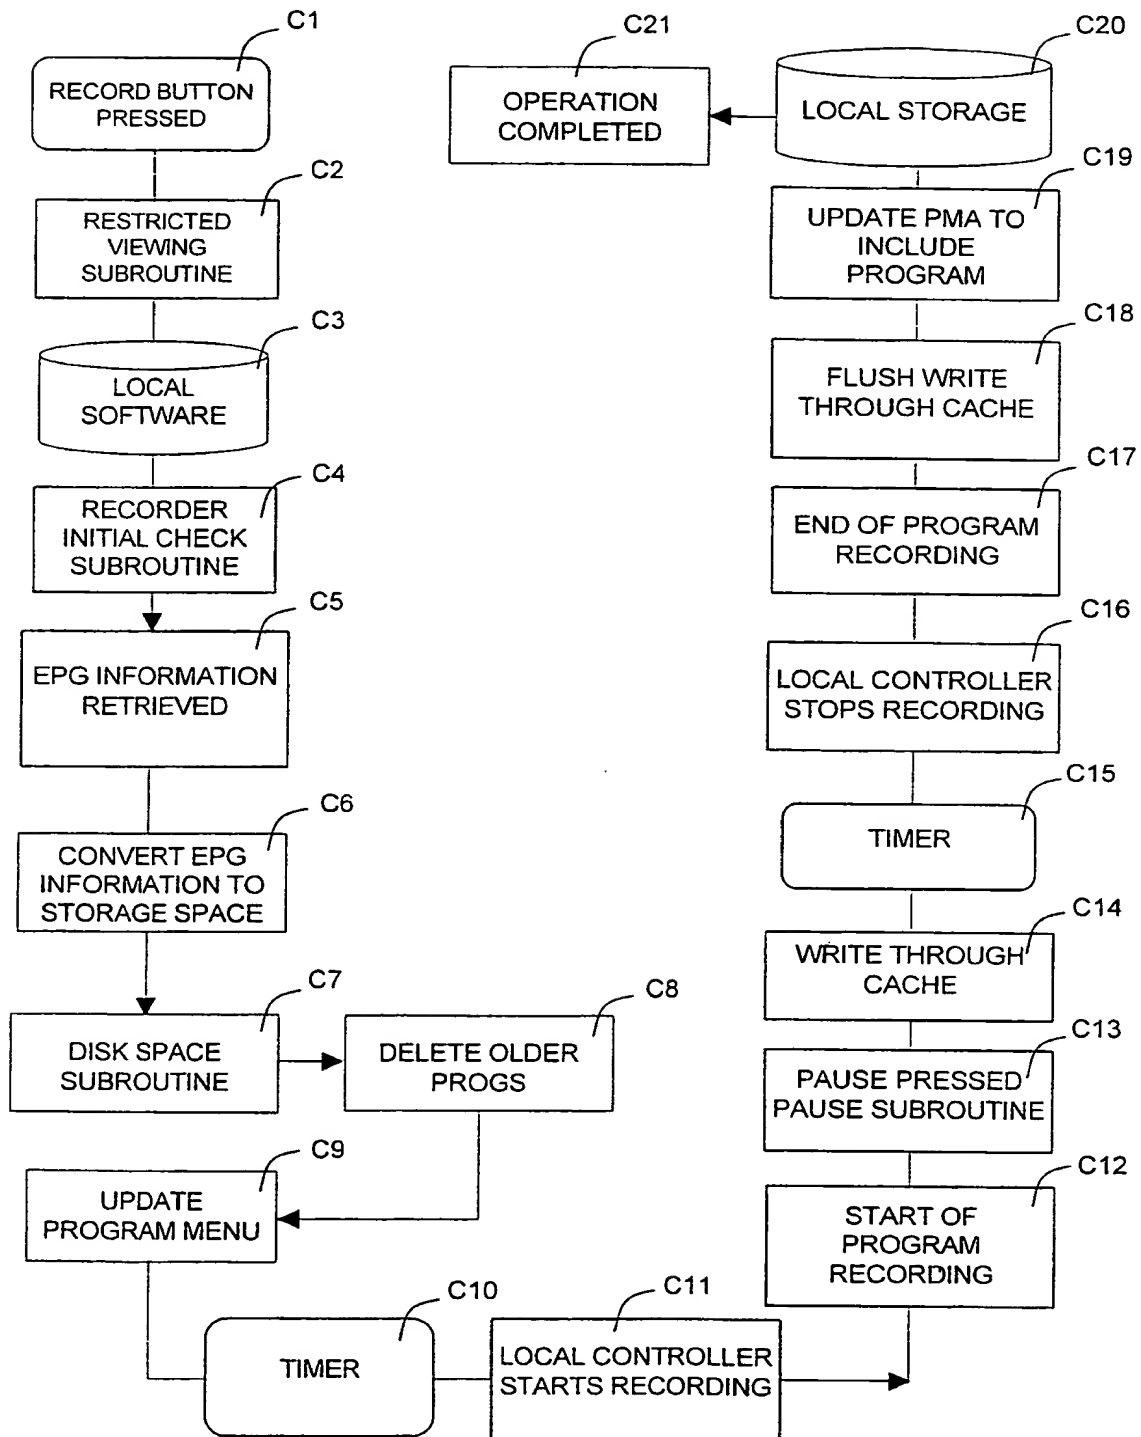 C1
RECORD BUTTON
PRESSED
C2
RESTRICTED
VIEWING
SUBROUTINE
C3
LOCAL
SOFTWARE
C4
RECORDER
INITIAL CHECK
SUBROUTINE
C5
EPG INFORMATION
RETRIEVED
C6
CONVERT EPG
INFORMATION TO
STORAGE SPACE
C7
DISK SPACE
SUBROUTINE
C8
DELETE OLDER
PROGS
C9
UPDATE
PROGRAM MENU
C10
TIMER
C11
LOCAL CONTROLLER
STARTS RECORDING
C12
START OF
PROGRAM
RECORDING
C13
PAUSE PRESSED
PAUSE SUBROUTINE
C14
WRITE THROUGH
CACHE
C15
TIMER
C16
LOCAL CONTROLLER
STOPS RECORDING
C17
END OF PROGRAM
RECORDING
C18
FLUSH WRITE
THROUGH CACHE
C19
UPDATE PMA TO
INCLUDE
PROGRAM
C20
LOCAL STORAGE
C21
OPERATION
COMPLETED